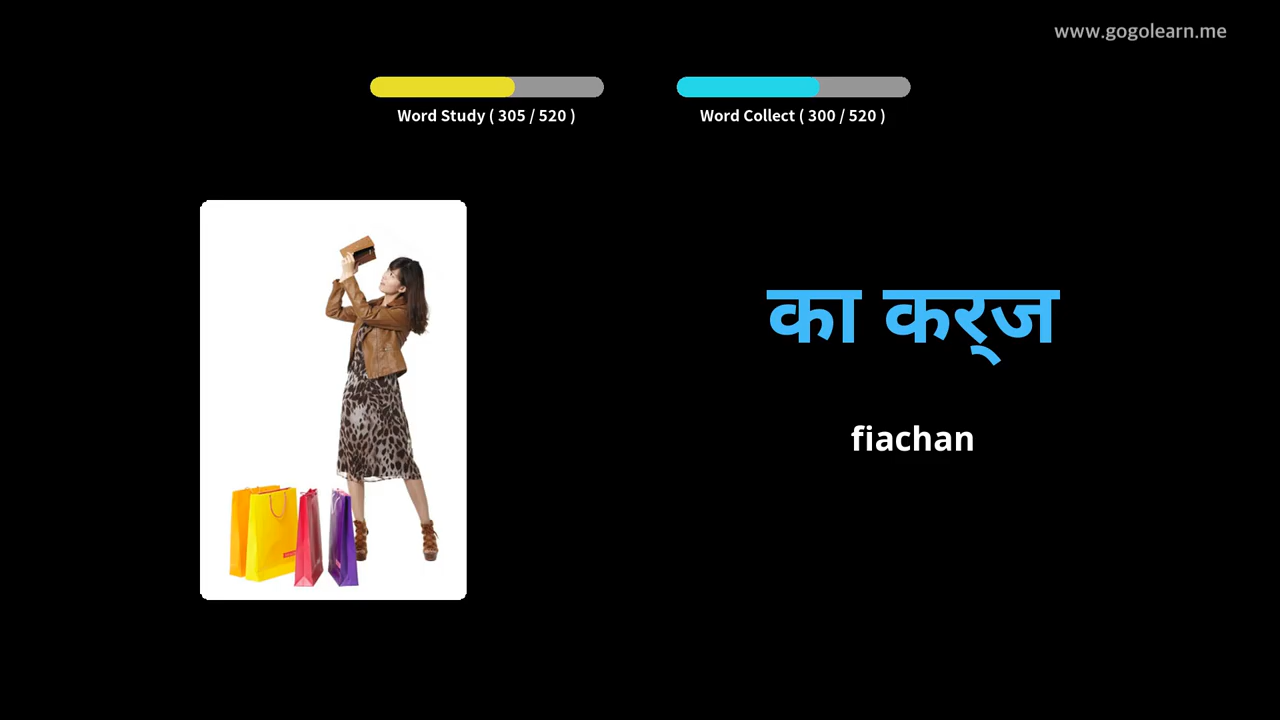 www.gogolearn.me
Word Study ( 305 / 520 )
Word Collect ( 300 / 520 )
का कर्‌ज
fiachan